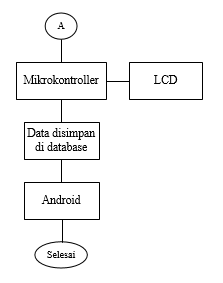 A
Mikrokontroller
LCD
Data disimpan
di database
Android
Selesai